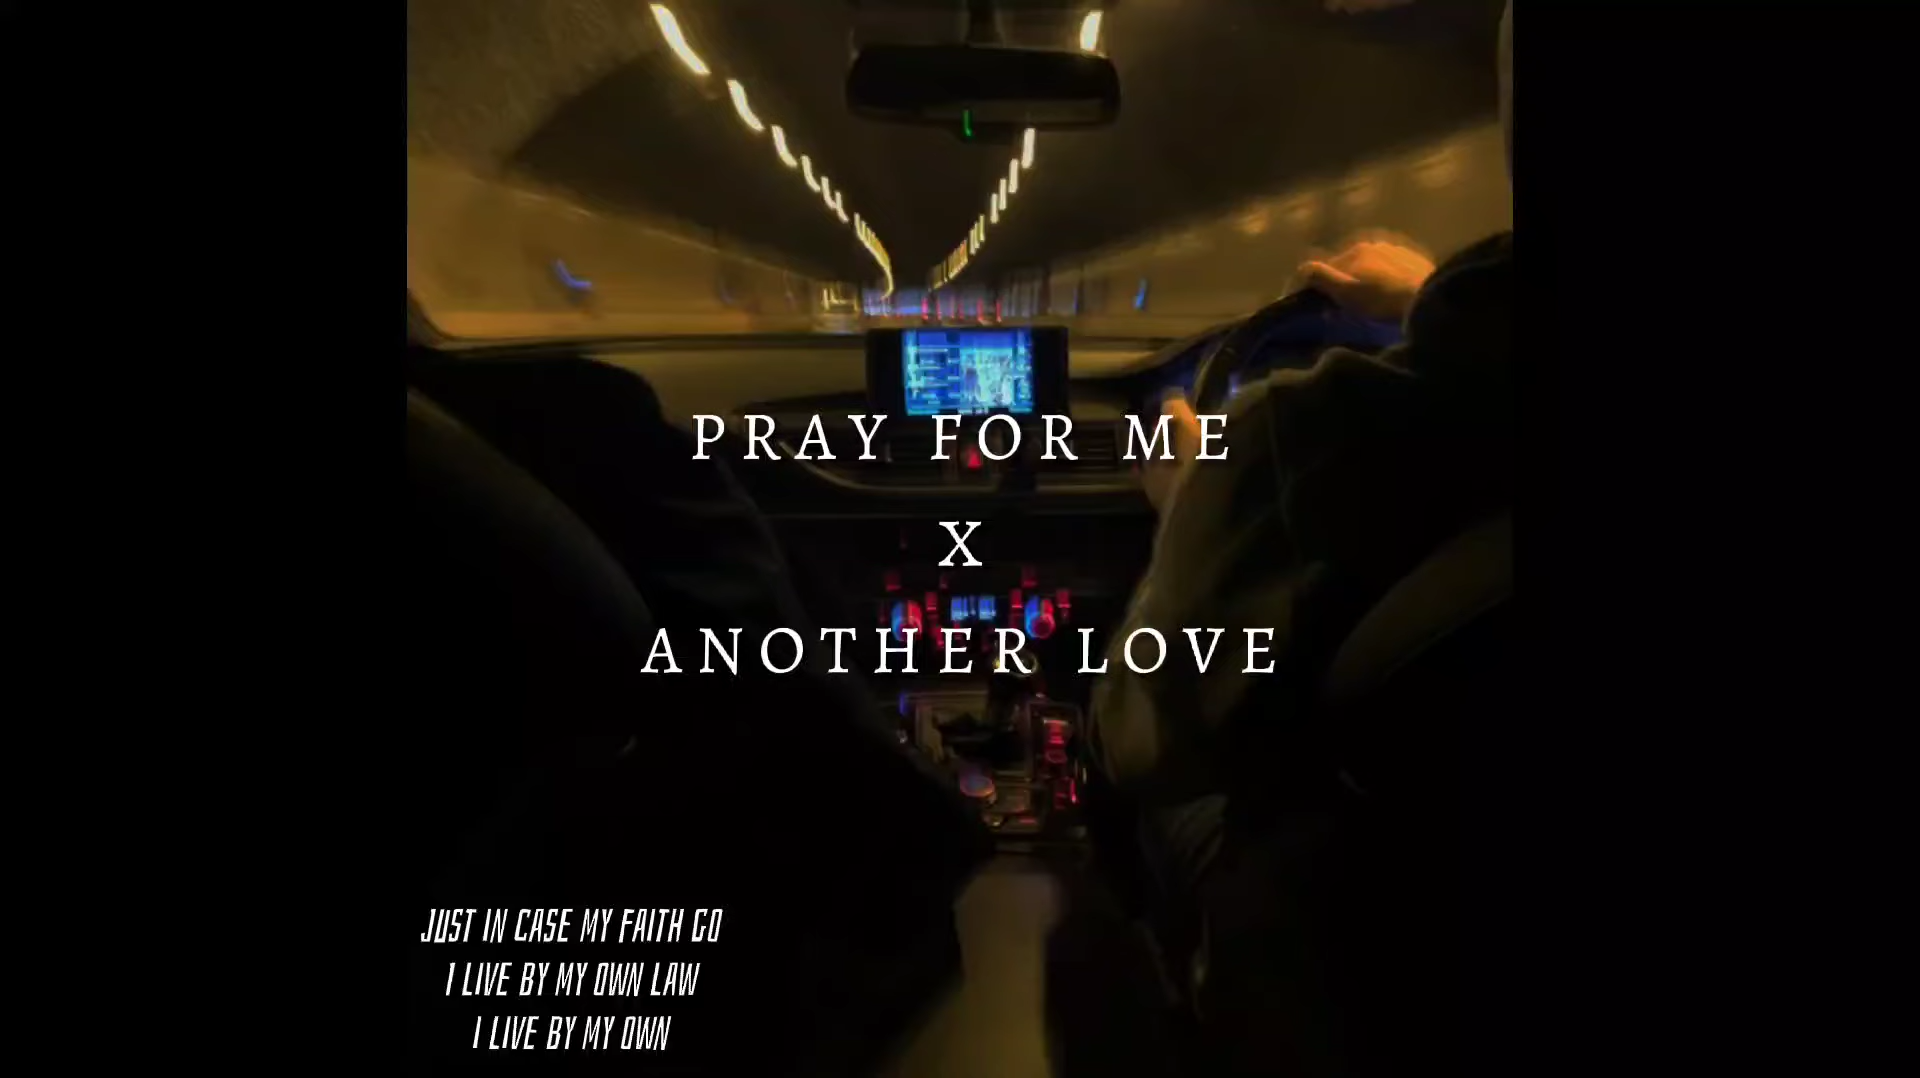 PRAY FOR ME
X
ANOTHER LOVE
JUST IN CASE MY FAITH GO
I LIVE BY MY OWN LAW
I LIVE BY MY OWN